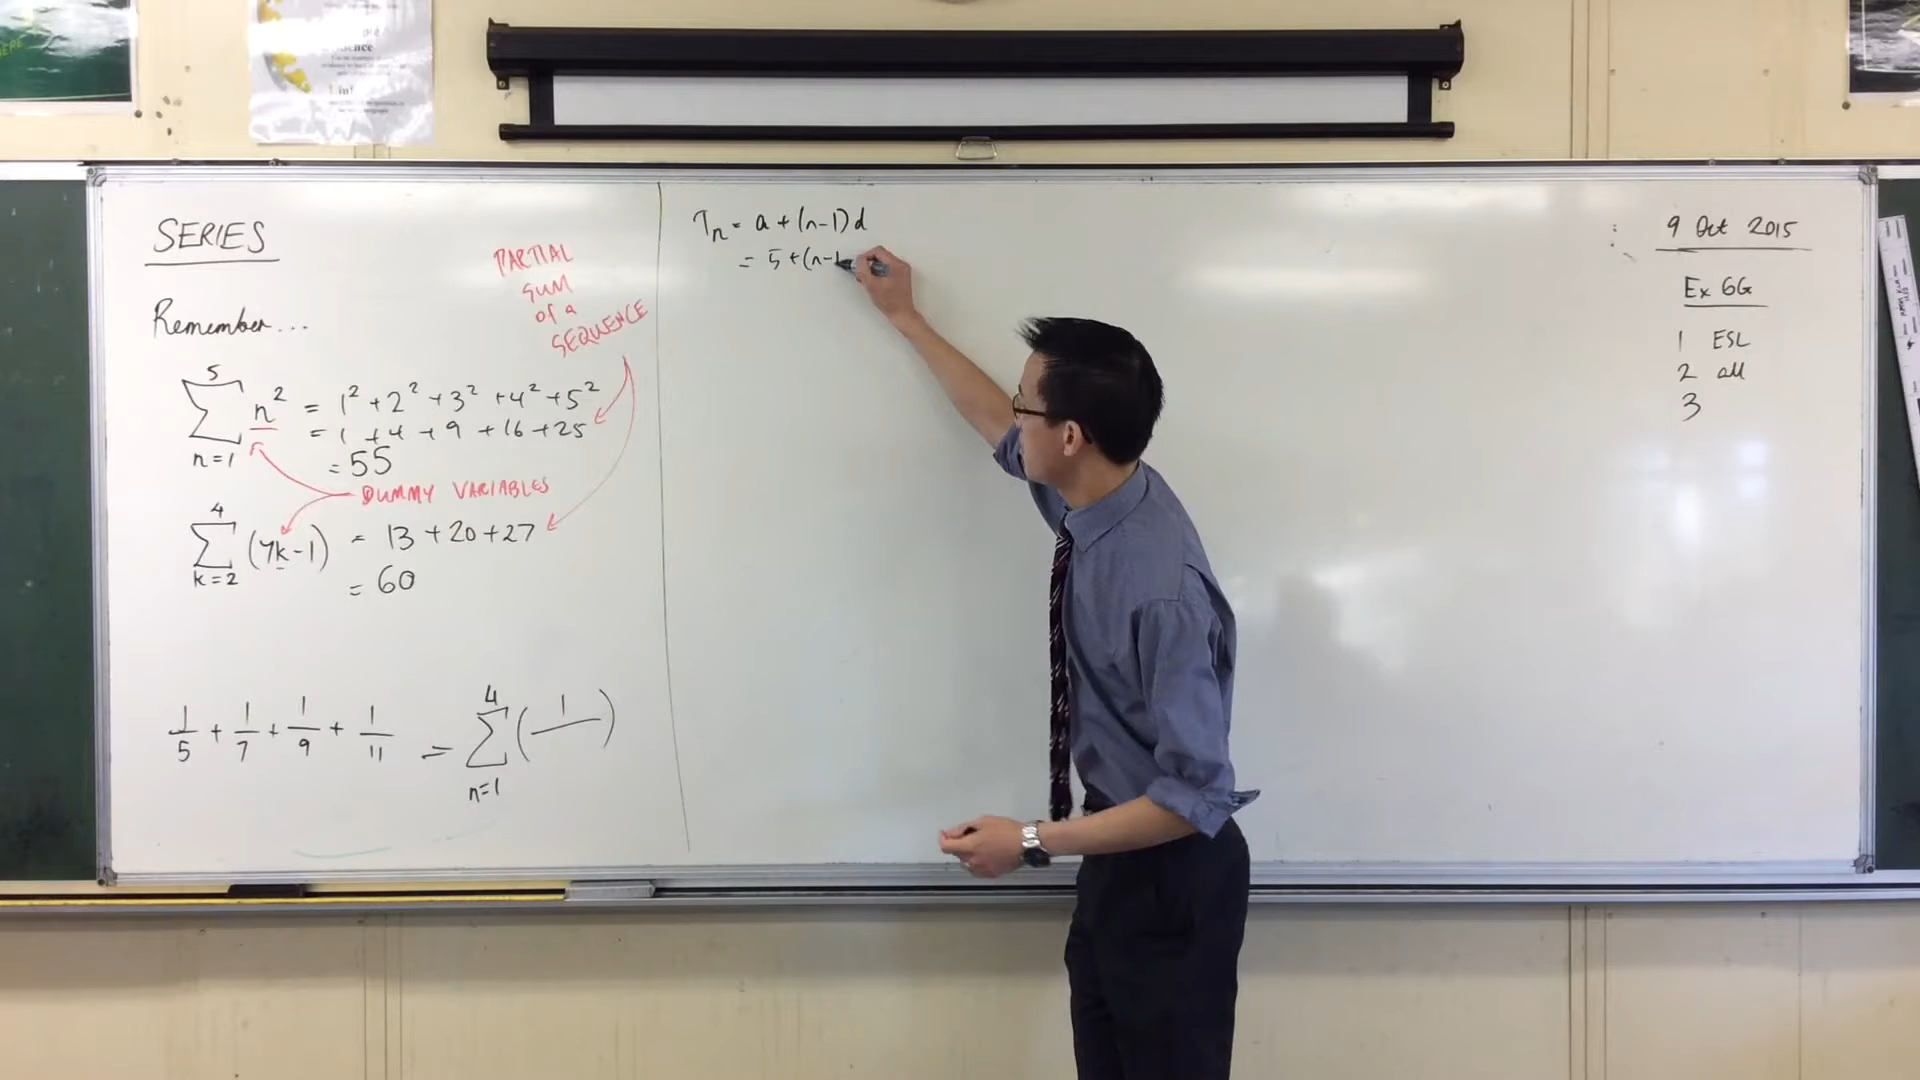 SERIES
Remember...
PARTIAL
SUM
of a
SEQUENCE
5
∑ n² = 1² + 2² + 3² + 4² + 5²
n=1
= 1 + 4 + 9 + 16 + 25
= 55
DUMMY VARIABLES
4
∑ (7k-1) = 13 + 20 + 27
k=2
= 60
1/5 + 1/7 + 1/9 + 1/11 = ∑ (1/ )
4
n=1
Tn = a + (n-1)d
= 5 + (n-1
9 Oct 2015
Ex 6G
1 ESL
2 all
3